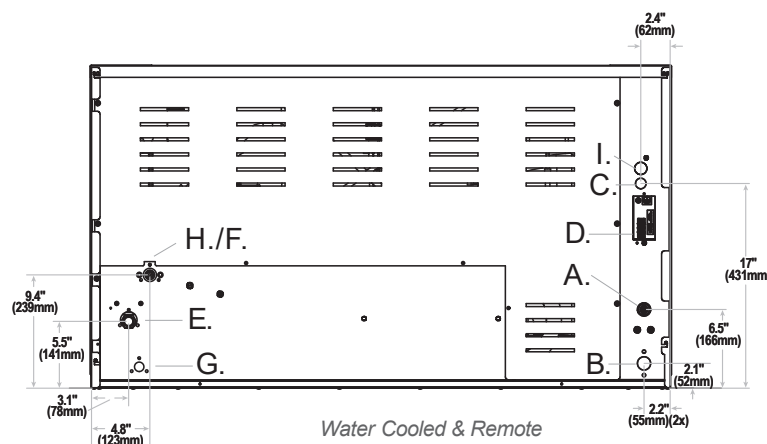 2.4"
(62mm)
I.
C.
D.
H./F.
A.
17"
(431mm
9.4"
(239mm)
E.
6.5"
(166mm)
5.5"
(141mm)
G.
B.
2.1"
(52mm)
3.1"
(78mm)
2.2"
(55mm)(2x)
4.8"
(123mm)
Water Cooled & Remote